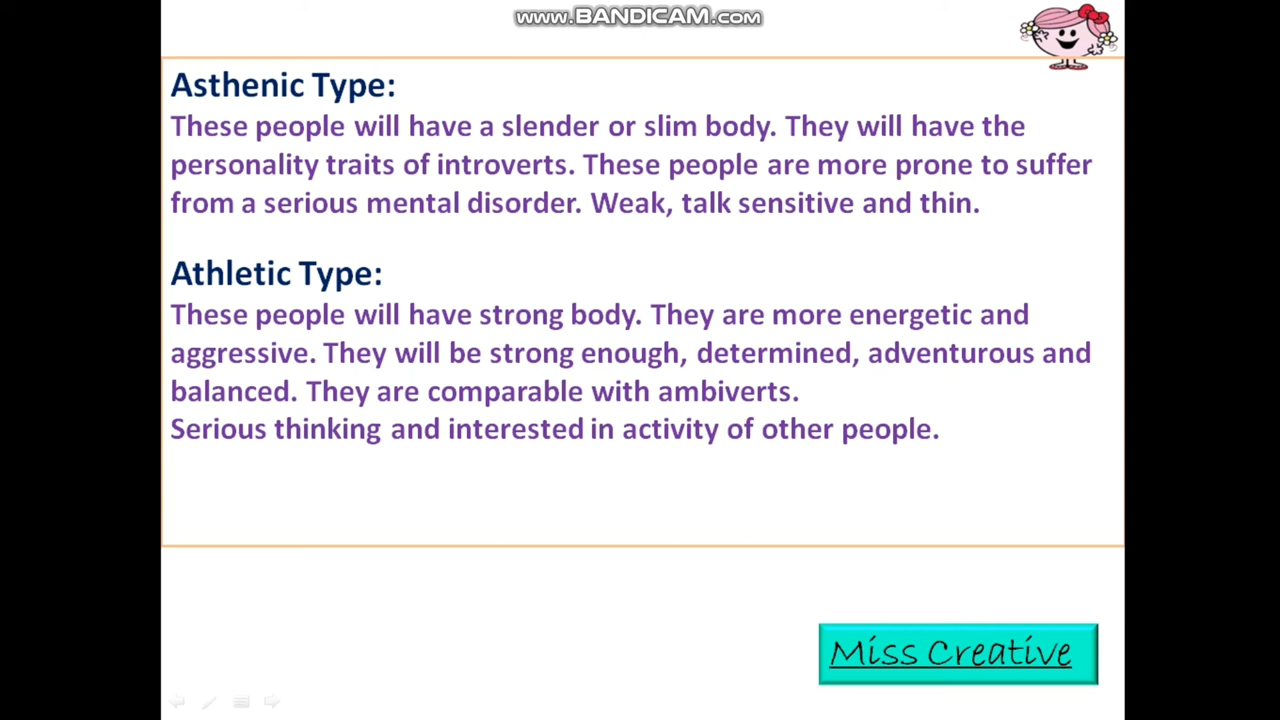 www.BANDICAM.com
Asthenic Type:
These people will have a slender or slim body. They will have the
personality traits of introverts. These people are more prone to suffer
from a serious mental disorder. Weak, talk sensitive and thin.
Athletic Type:
These people will have strong body. They are more energetic and
aggressive. They will be strong enough, determined, adventurous and
balanced. They are comparable with ambiverts.
Serious thinking and interested in activity of other people.
Miss Creative